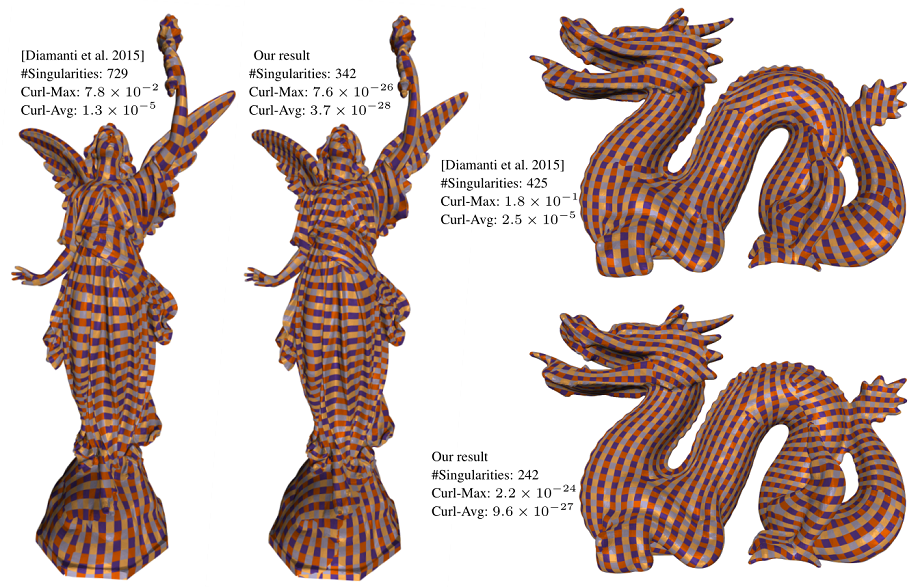 [Diamanti et al. 2015]
#Singularities: 729
Curl-Max: 7.8 × 10⁻²
Curl-Avg: 1.3 × 10⁻⁵
Our result
#Singularities: 342
Curl-Max: 7.6 × 10⁻²⁶
Curl-Avg: 3.7 × 10⁻²⁸
[Diamanti et al. 2015]
#Singularities: 425
Curl-Max: 1.8 × 10⁻¹
Curl-Avg: 2.5 × 10⁻⁵
Our result
#Singularities: 242
Curl-Max: 2.2 × 10⁻²⁴
Curl-Avg: 9.6 × 10⁻²⁷